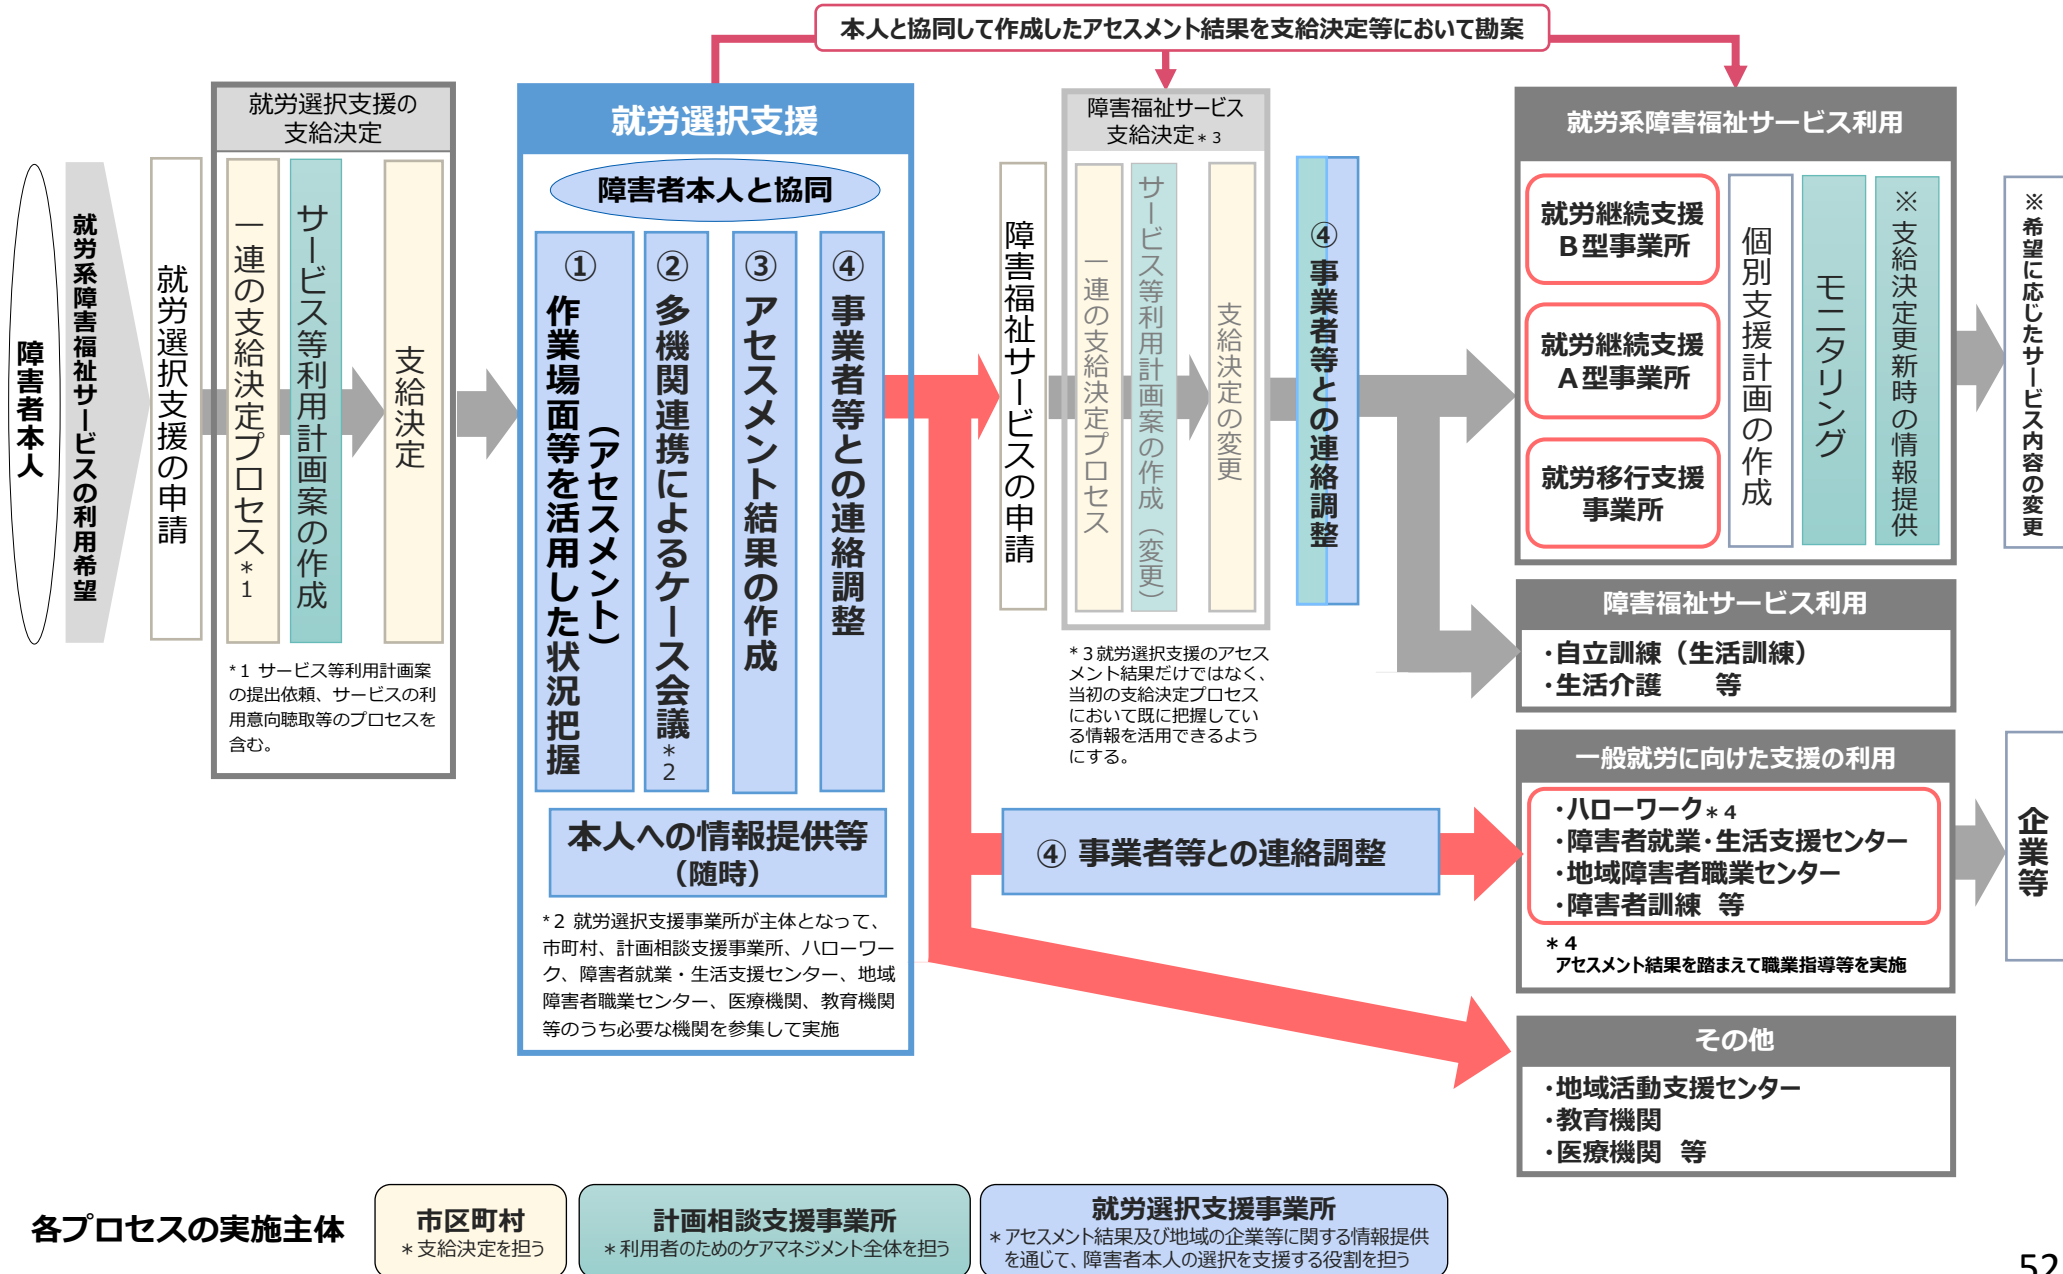 本人と協同して作成したアセスメント結果を支給決定等において勘案
障害者本人
就労系障害福祉サービスの利用希望
就労選択支援の申請
就労選択支援の
支給決定
一連の支給決定プロセス*1
サービス等利用計画案の作成
支給決定
*1 サービス等利用計画案
の提出依頼、サービスの利
用意向聴取等のプロセスを
含む。
就労選択支援
障害者本人と協同
①
作業場面等を活用した状況把握
（アセスメント）
②多機関連携によるケース会議*2
③アセスメント結果の作成
④事業者等との連絡調整
本人への情報提供等
（随時）
*2 就労選択支援事業所が主体となって、
市町村、計画相談支援事業所、ハローワー
ク、障害者就業・生活支援センター、地域
障害者職業センター、医療機関、教育機関
等のうち必要な機関を参集して実施
障害福祉サービスの申請
障害福祉サービス
支給決定*3
一連の支給決定プロセス
サービス等利用計画案の作成（変更）
支給決定の変更
*3就労選択支援のアセス
メント結果だけではなく、
当初の支給決定プロセス
において既に把握してい
る情報を活用できるよう
にする。
④事業者等との連絡調整
④ 事業者等との連絡調整
就労系障害福祉サービス利用
就労継続支援
B型事業所
就労継続支援
A型事業所
就労移行支援
事業所
個別支援計画の作成
モニタリング
※支給決定更新時の情報提供
※希望に応じたサービス内容の変更
障害福祉サービス利用
・自立訓練（生活訓練）
・生活介護　等
一般就労に向けた支援の利用
・ハローワーク*4
・障害者就業・生活支援センター
・地域障害者職業センター
・障害者訓練 等
*4
アセスメント結果を踏まえて職業指導等を実施
企業等
その他
・地域活動支援センター
・教育機関
・医療機関 等
各プロセスの実施主体
市区町村
*支給決定を担う
計画相談支援事業所
*利用者のためのケアマネジメント全体を担う
就労選択支援事業所
*アセスメント結果及び地域の企業等に関する情報提供
を通じて、障害者本人の選択を支援する役割を担う
52